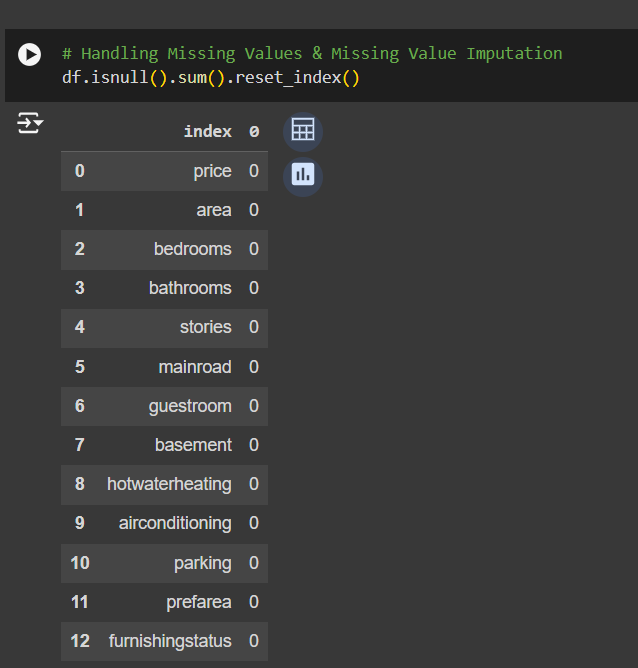 # Handling Missing Values & Missing Value Imputation
df.isnull().sum().reset_index()
index 0
0 price 0
1 area 0
2 bedrooms 0
3 bathrooms 0
4 stories 0
5 mainroad 0
6 guestroom 0
7 basement 0
8 hotwaterheating 0
9 airconditioning 0
10 parking 0
11 prefarea 0
12 furnishingstatus 0